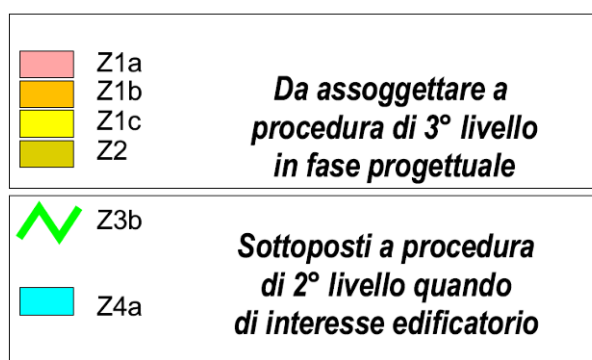 Z1a
Z1b
Z1c
Z2
Da assoggettare a
procedura di 3° livello
in fase progettuale
Z3b
Z4a
Sottoposti a procedura
di 2° livello quando
di interesse edificatorio